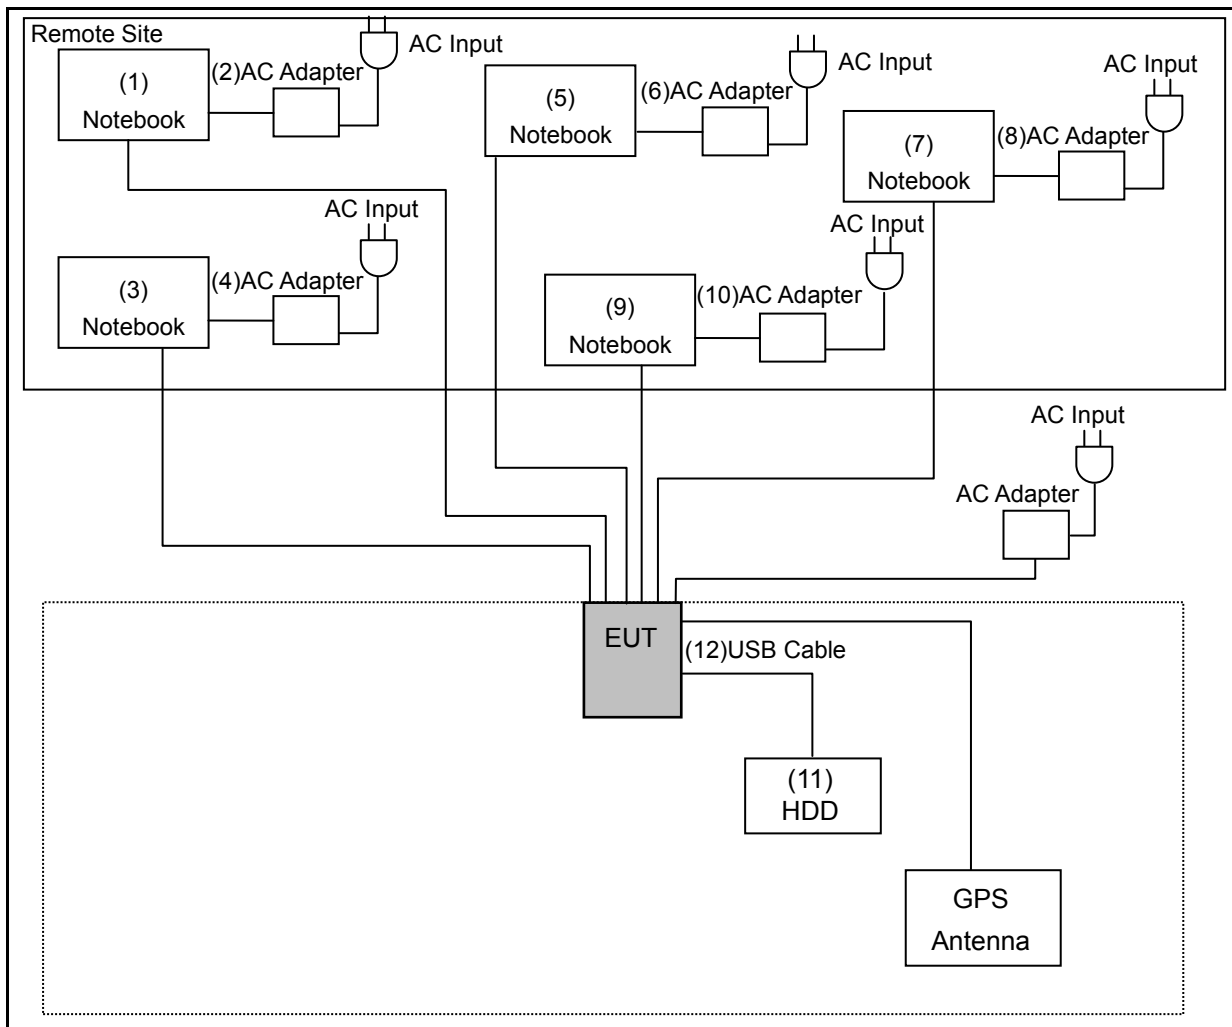 Remote Site
AC Input
(1)
Notebook
(2)AC Adapter
AC Input
(5)
Notebook
(6)AC Adapter
AC Input
(7)
Notebook
(8)AC Adapter
AC Input
(3)
Notebook
(4)AC Adapter
AC Input
(9)
Notebook
(10)AC Adapter
AC Input
AC Adapter
EUT
(12)USB Cable
(11)
HDD
GPS
Antenna